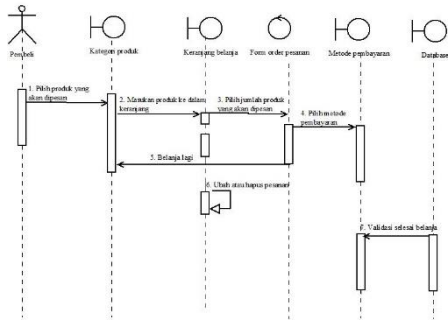 Pembeli
Kategori produk
Keranjang belanja
Form order pesanan
Metode pembayaran
Database
1. Pilih produk yang
akan dipesan
2. Masukan produk ke dalam
keranjang
3. Pilih jumlah produk
yang akan dipesan
4. Pilih metode
pembayaran
5. Belanja lagi
6. Ubah atau hapus pesanan
7. Validasi selesai belanja